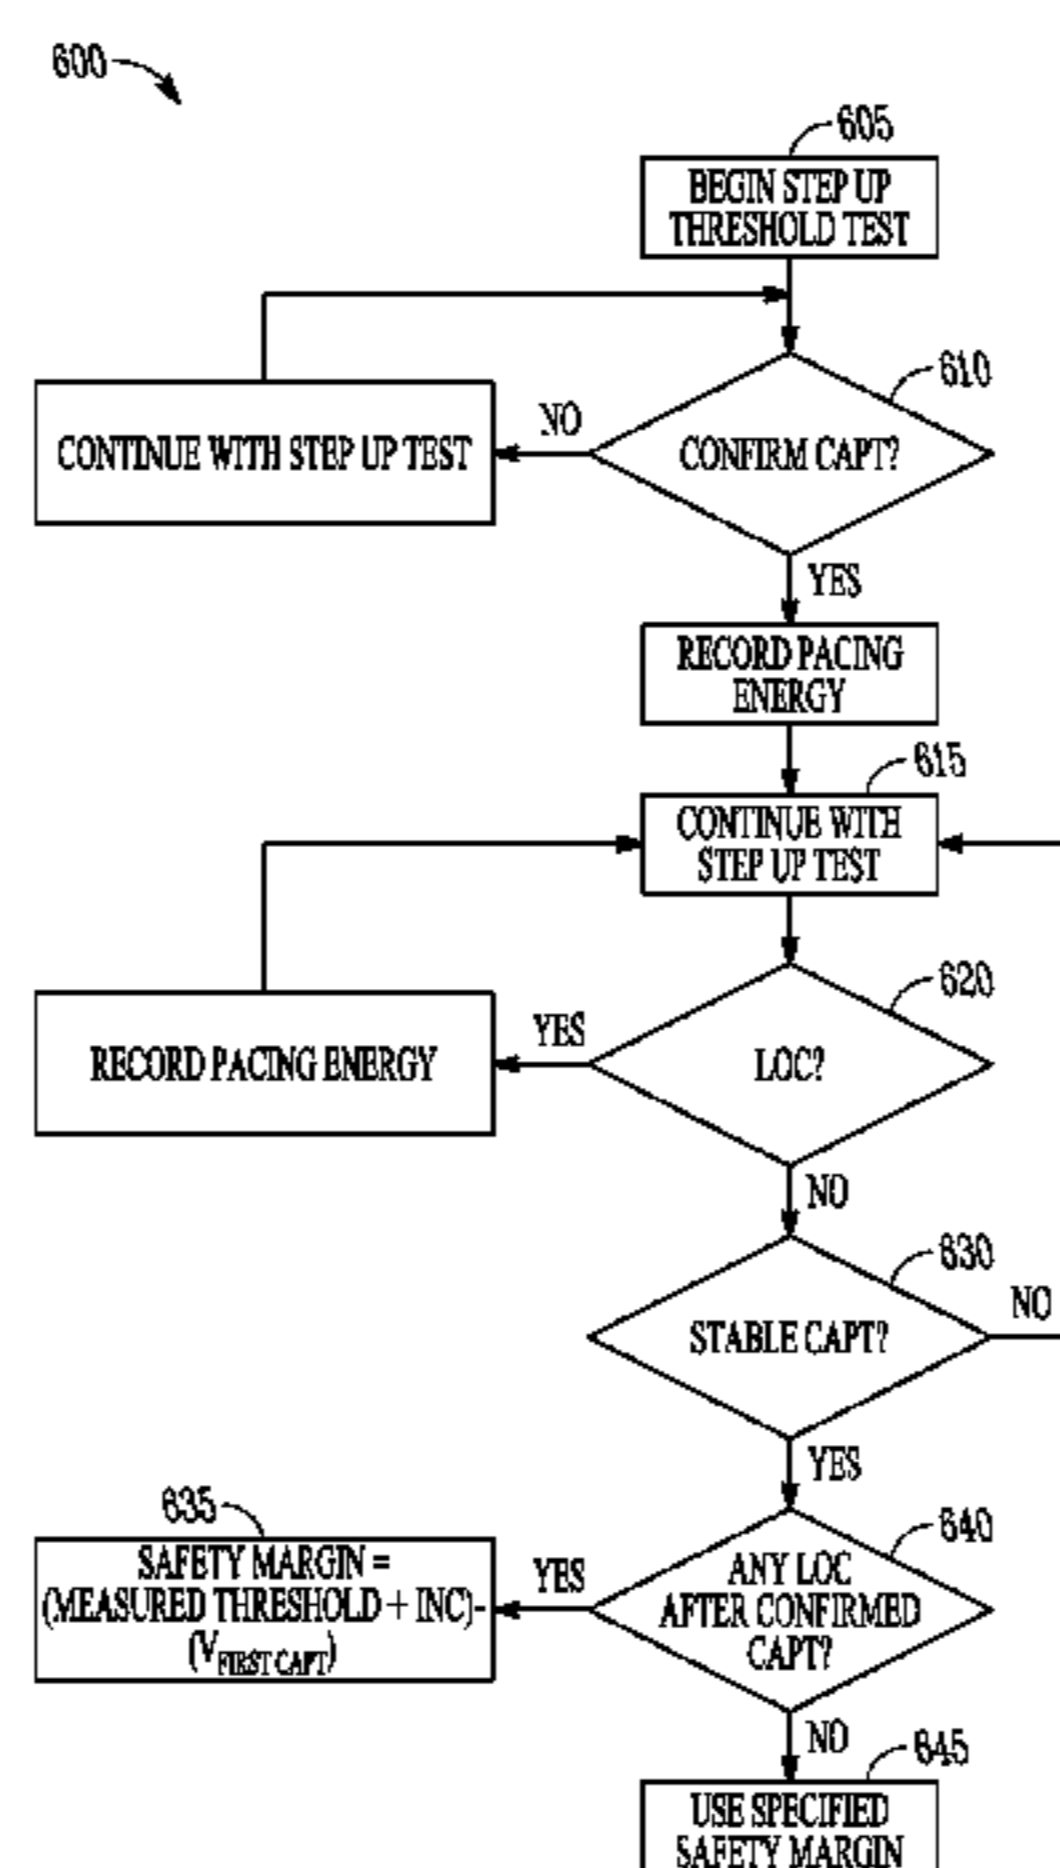 600
605
BEGIN STEP UP
THRESHOLD TEST
610
CONFIRM CAPT?
NO
CONTINUE WITH STEP UP TEST
YES
RECORD PACING
ENERGY
615
CONTINUE WITH
STEP UP TEST
620
LOC?
YES
RECORD PACING ENERGY
NO
630
STABLE CAPT?
NO
YES
640
ANY LOC
AFTER CONFIRMED
CAPT?
YES
635
SAFETY MARGIN =
(MEASURED THRESHOLD + INC)-
(VFIRST CAPT)
NO
645
USE SPECIFIED
SAFETY MARGIN